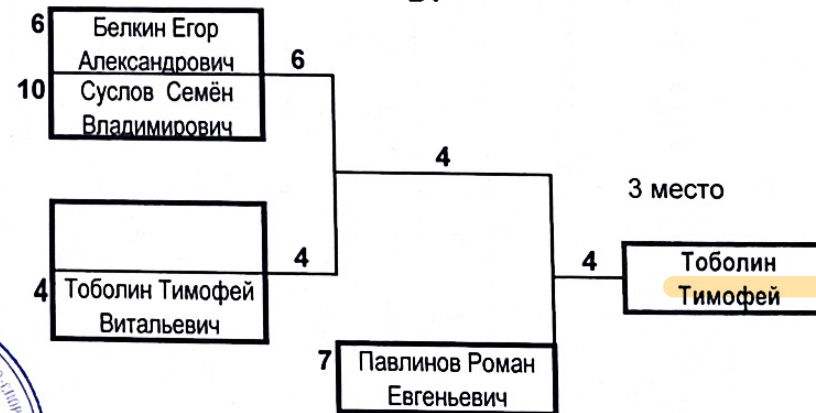 6
Белкин Егор
Александрович
6
10
Суслов Семён
Владимирович
4
3 место
4
4
Тоболин
Тимофей
4
Тоболин Тимофей
Витальевич
7
Павлинов Роман
Евгеньевич